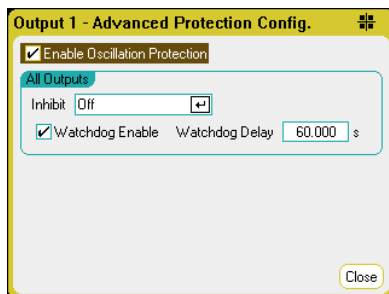 Output 1 - Advanced Protection Config.
Enable Oscillation Protection
All Outputs
Inhibit Off
Watchdog Enable Watchdog Delay 60.000 s
Close